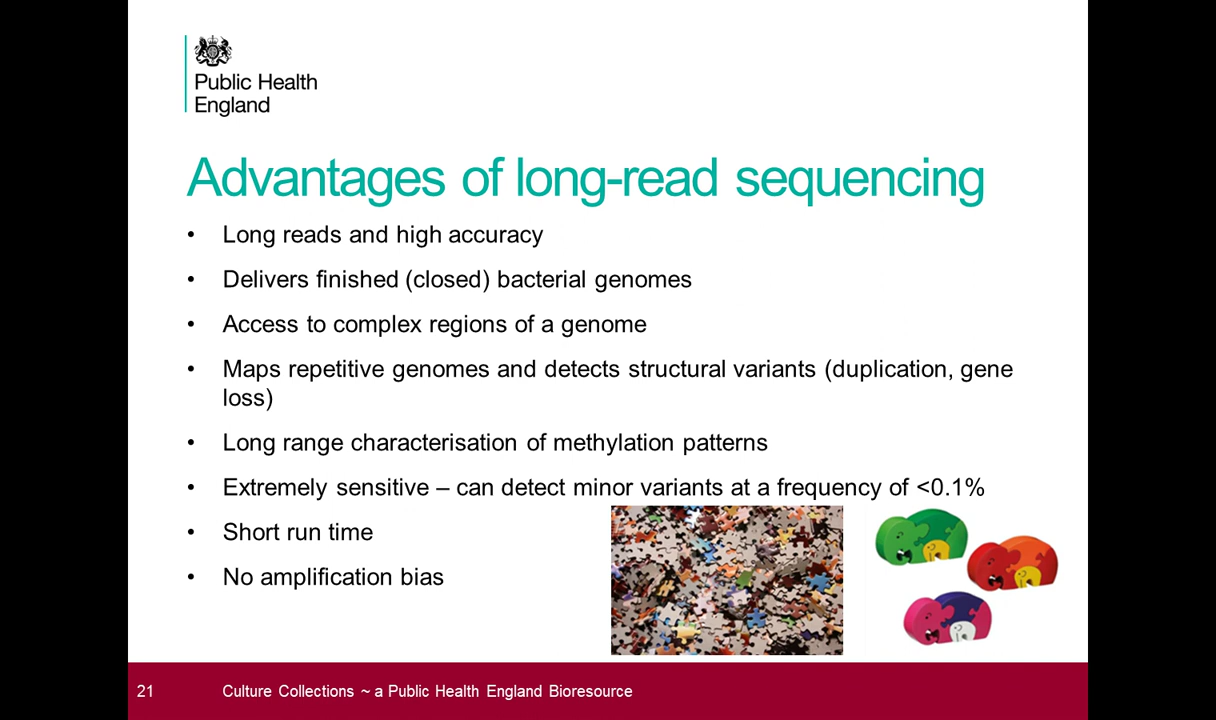 Public Health
England
Advantages of long-read sequencing
• Long reads and high accuracy
• Delivers finished (closed) bacterial genomes
• Access to complex regions of a genome
• Maps repetitive genomes and detects structural variants (duplication, gene
loss)
• Long range characterisation of methylation patterns
• Extremely sensitive – can detect minor variants at a frequency of <0.1%
• Short run time
• No amplification bias
21 Culture Collections ~ a Public Health England Bioresource